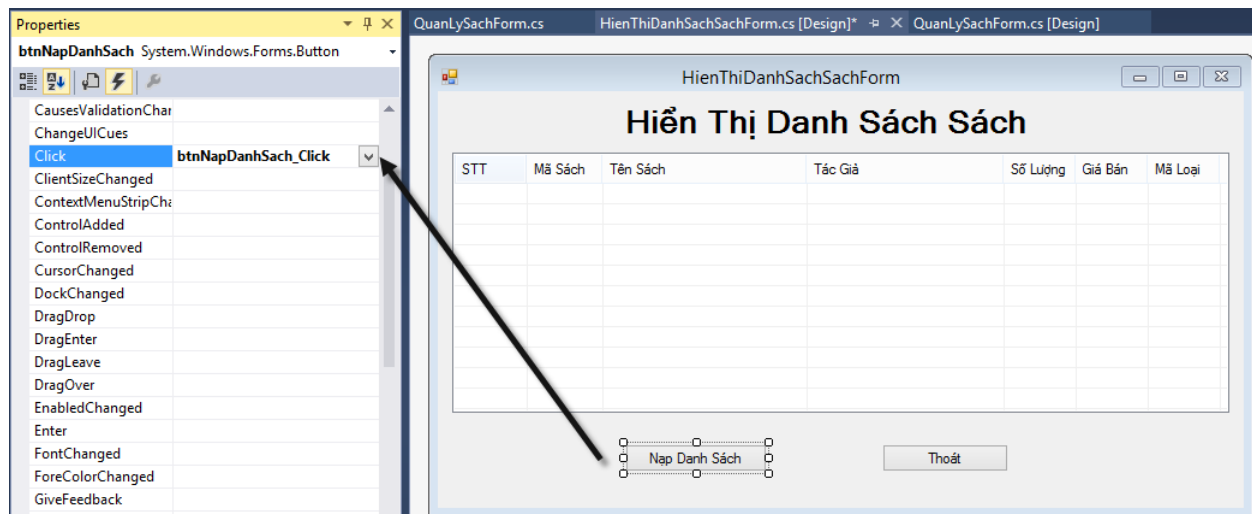 Properties
btnNapDanhSach System.Windows.Forms.Button
CausesValidationChar
ChangeUICues
Click btnNapDanhSach_Click
ClientSizeChanged
ContextMenuStripCha
ControlAdded
ControlRemoved
CursorChanged
DockChanged
DragDrop
DragEnter
DragLeave
DragOver
EnabledChanged
Enter
FontChanged
ForeColorChanged
GiveFeedback
QuanLySachForm.cs HienThiDanhSachSachForm.cs [Design]* QuanLySachForm.cs [Design]
HienThiDanhSachSachForm
Hiển Thị Danh Sách Sách
STT Mã Sách Tên Sách Tác Giả Số Lượng Giá Bán Mã Loại
Nạp Danh Sách Thoát